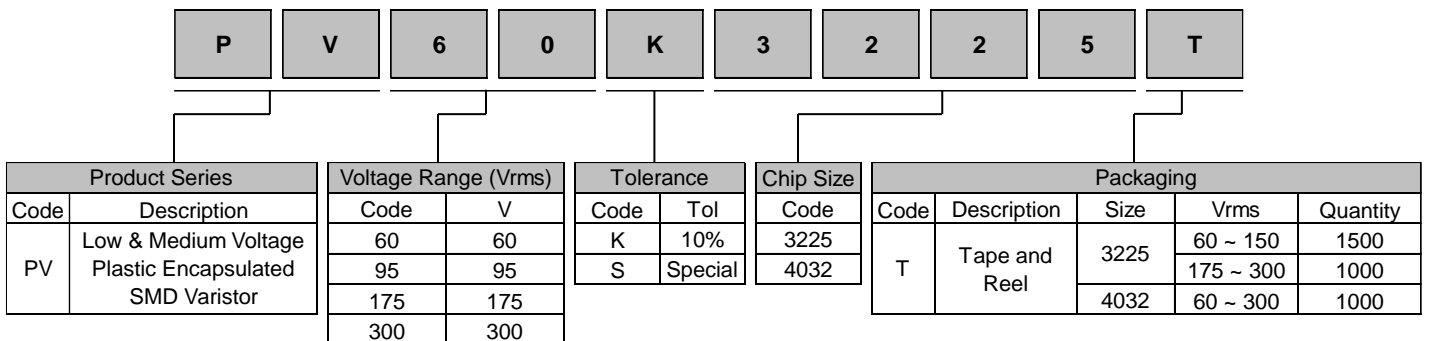 P V 6 0 K 3 2 2 5 T
Product Series
Code Description
PV Low & Medium Voltage
Plastic Encapsulated
SMD Varistor
Voltage Range (Vrms)
Code V
60 60
95 95
175 175
300 300
Tolerance
Code Tol
K 10%
S Special
Chip Size
Code
3225
4032
Packaging
Code Description Size Vrms Quantity
T Tape and
Reel
3225 60 ~ 150 1500
175 ~ 300 1000
4032 60 ~ 300 1000